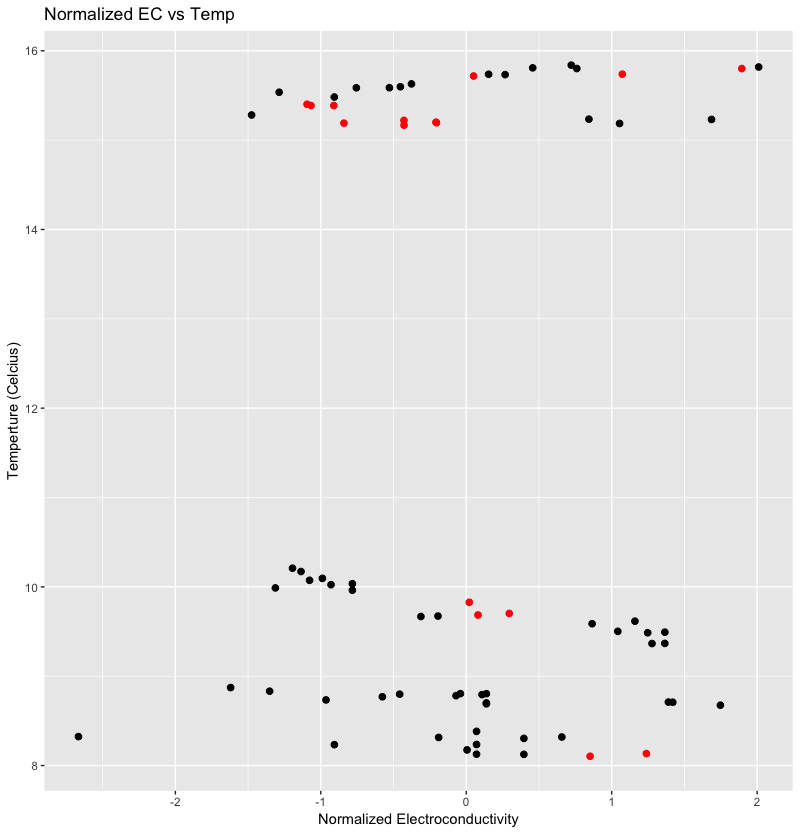 Normalized EC vs Temp
16
14
12
10
8
Temperture (Celcius)
-2 -1 0 1 2
Normalized Electroconductivity